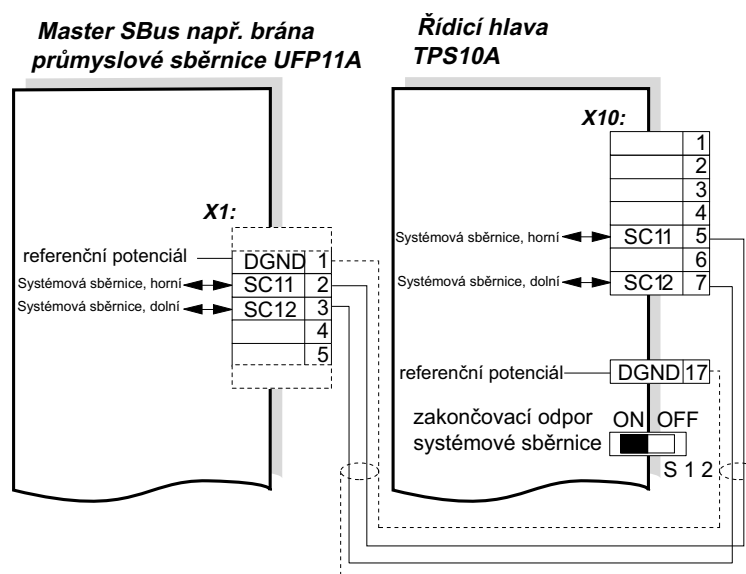 Master SBus např. brána
průmyslové sběrnice UFP11A
X1:
referenční potenciál
DGND 1
Systémová sběrnice, horní
SC11 2
Systémová sběrnice, dolní
SC12 3
4
5
Řídicí hlava
TPS10A
X10:
1
2
3
4
Systémová sběrnice, horní
SC11 5
6
Systémová sběrnice, dolní
SC12 7
referenční potenciál
DGND 17
zakončovací odpor
systémové sběrnice
ON OFF
S 1 2